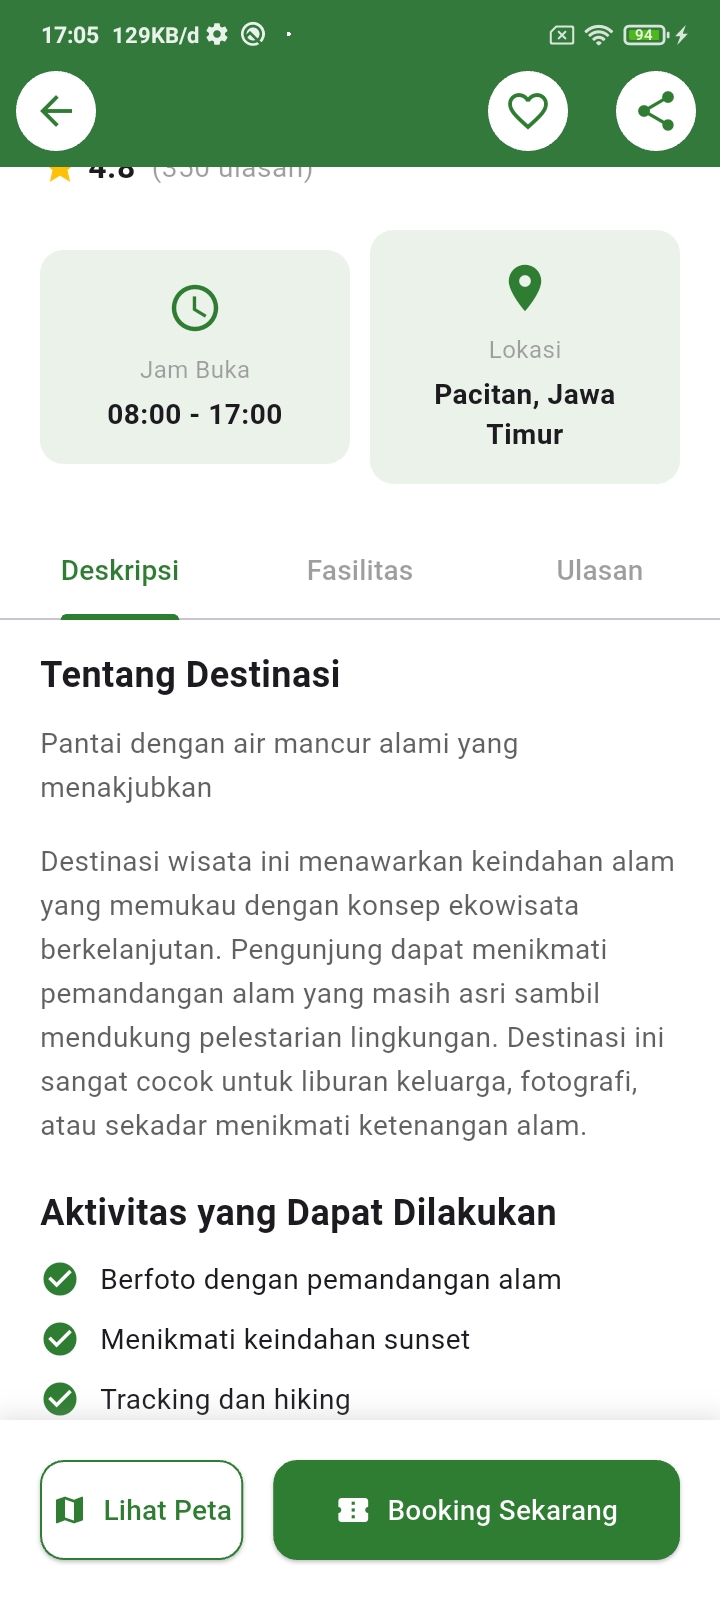 17:05 129KB/d
94
4.8 (350 ulasan)
Jam Buka
08:00 - 17:00
Lokasi
Pacitan, Jawa
Timur
Deskripsi Fasilitas Ulasan
Tentang Destinasi
Pantai dengan air mancur alami yang
menakjubkan
Destinasi wisata ini menawarkan keindahan alam
yang memukau dengan konsep ekowisata
berkelanjutan. Pengunjung dapat menikmati
pemandangan alam yang masih asri sambil
mendukung pelestarian lingkungan. Destinasi ini
sangat cocok untuk liburan keluarga, fotografi,
atau sekadar menikmati ketenangan alam.
Aktivitas yang Dapat Dilakukan
Berfoto dengan pemandangan alam
Menikmati keindahan sunset
Tracking dan hiking
Lihat Peta
Booking Sekarang